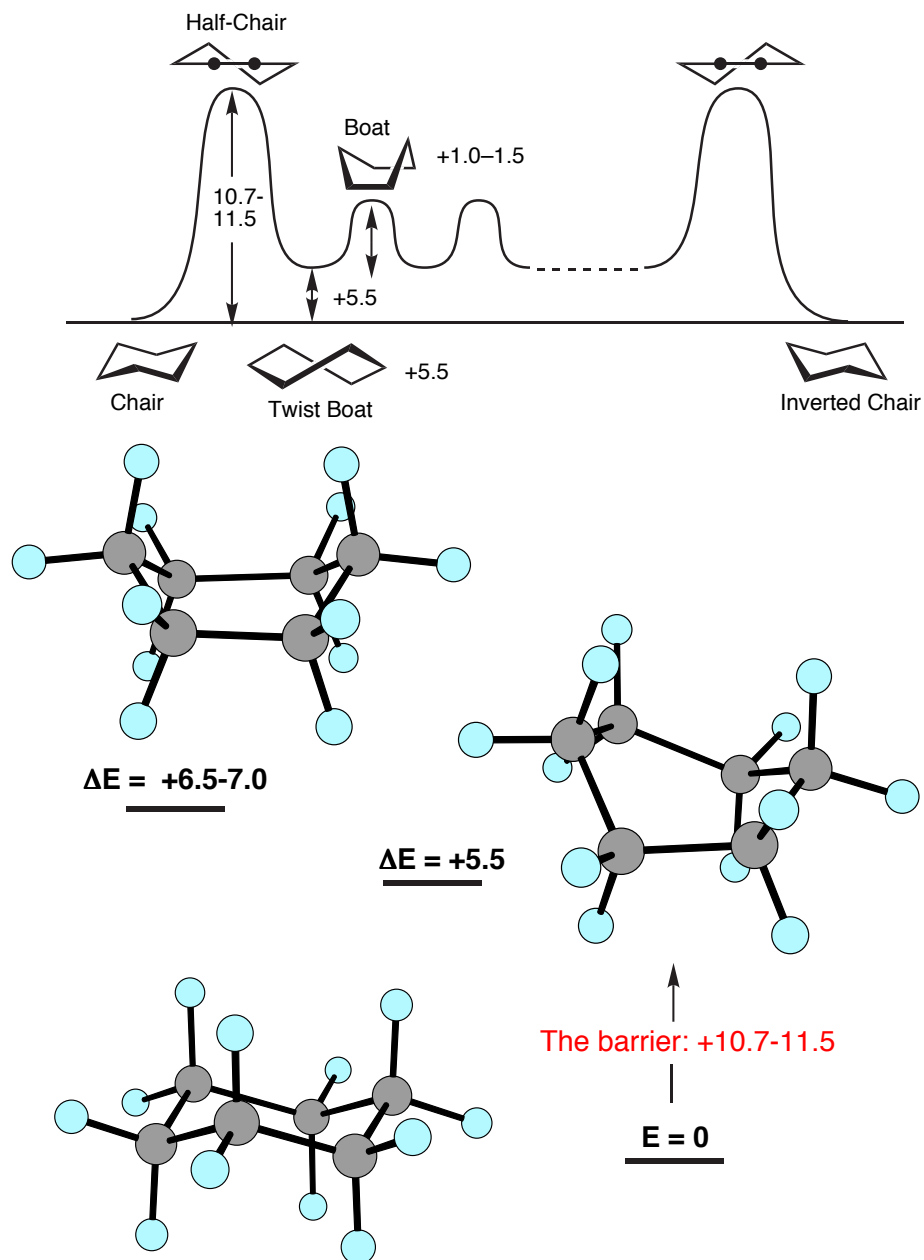 Half-Chair
Boat
+1.0–1.5
10.7-
11.5
+5.5
+5.5
Chair
Twist Boat
Inverted Chair
ΔE = +6.5-7.0
ΔE = +5.5
The barrier: +10.7-11.5
E = 0